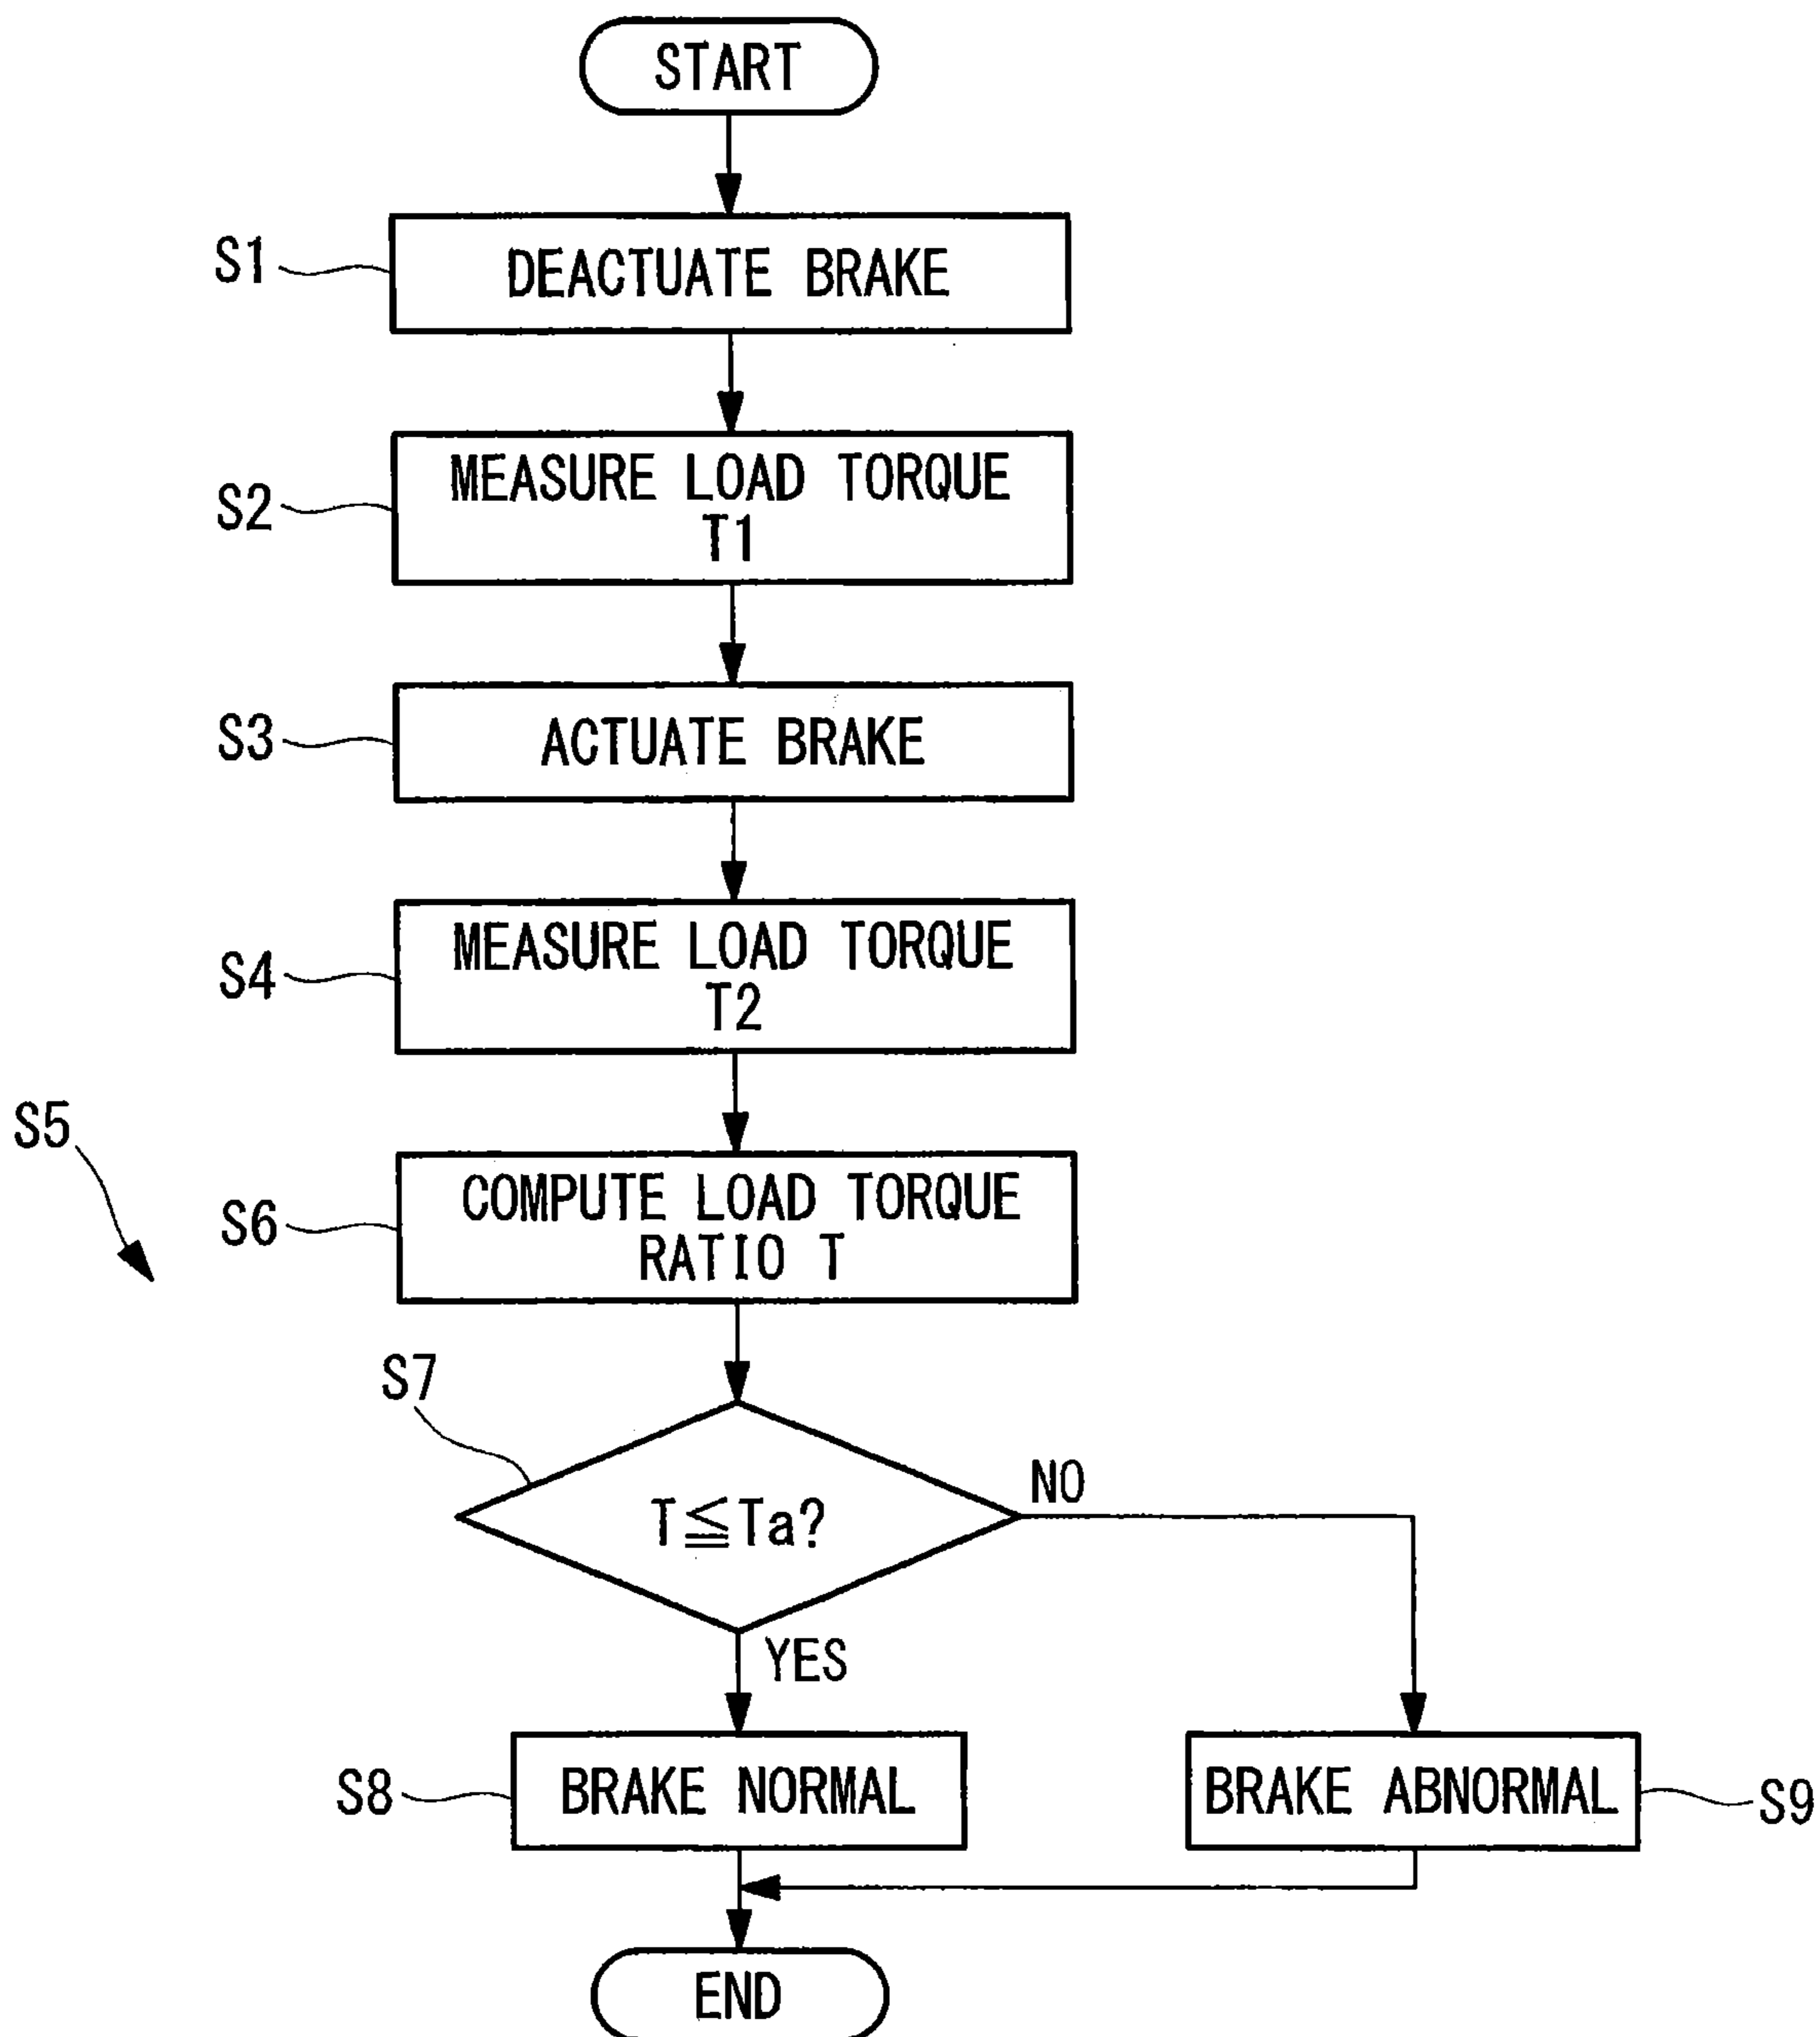 START
S1
DEACTUATE BRAKE
S2
MEASURE LOAD TORQUE
T1
S3
ACTUATE BRAKE
S4
MEASURE LOAD TORQUE
T2
S5
S6
COMPUTE LOAD TORQUE
RATIO T
S7
T≦Ta?
NO
YES
S8
BRAKE NORMAL
BRAKE ABNORMAL
S9
END